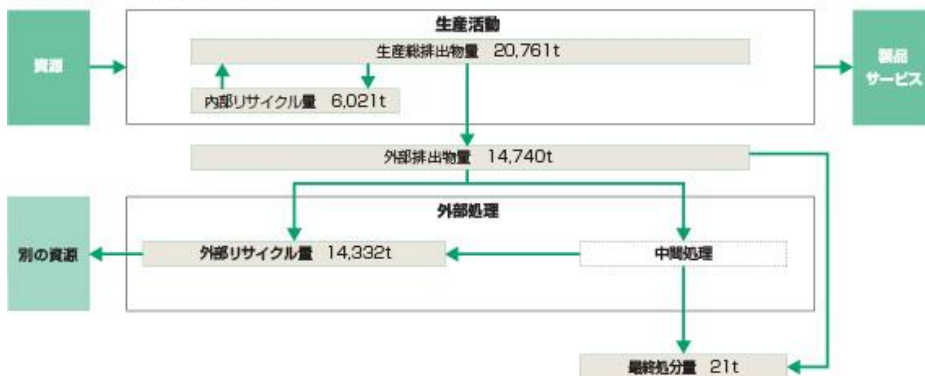 生産活動
生産総排出物量 20,761t
資源
製品
サービス
内部リサイクル量 6,021t
外部排出物量 14,740t
外部処理
別の資源
外部リサイクル量 14,332t
中間処理
最終処分量 21t